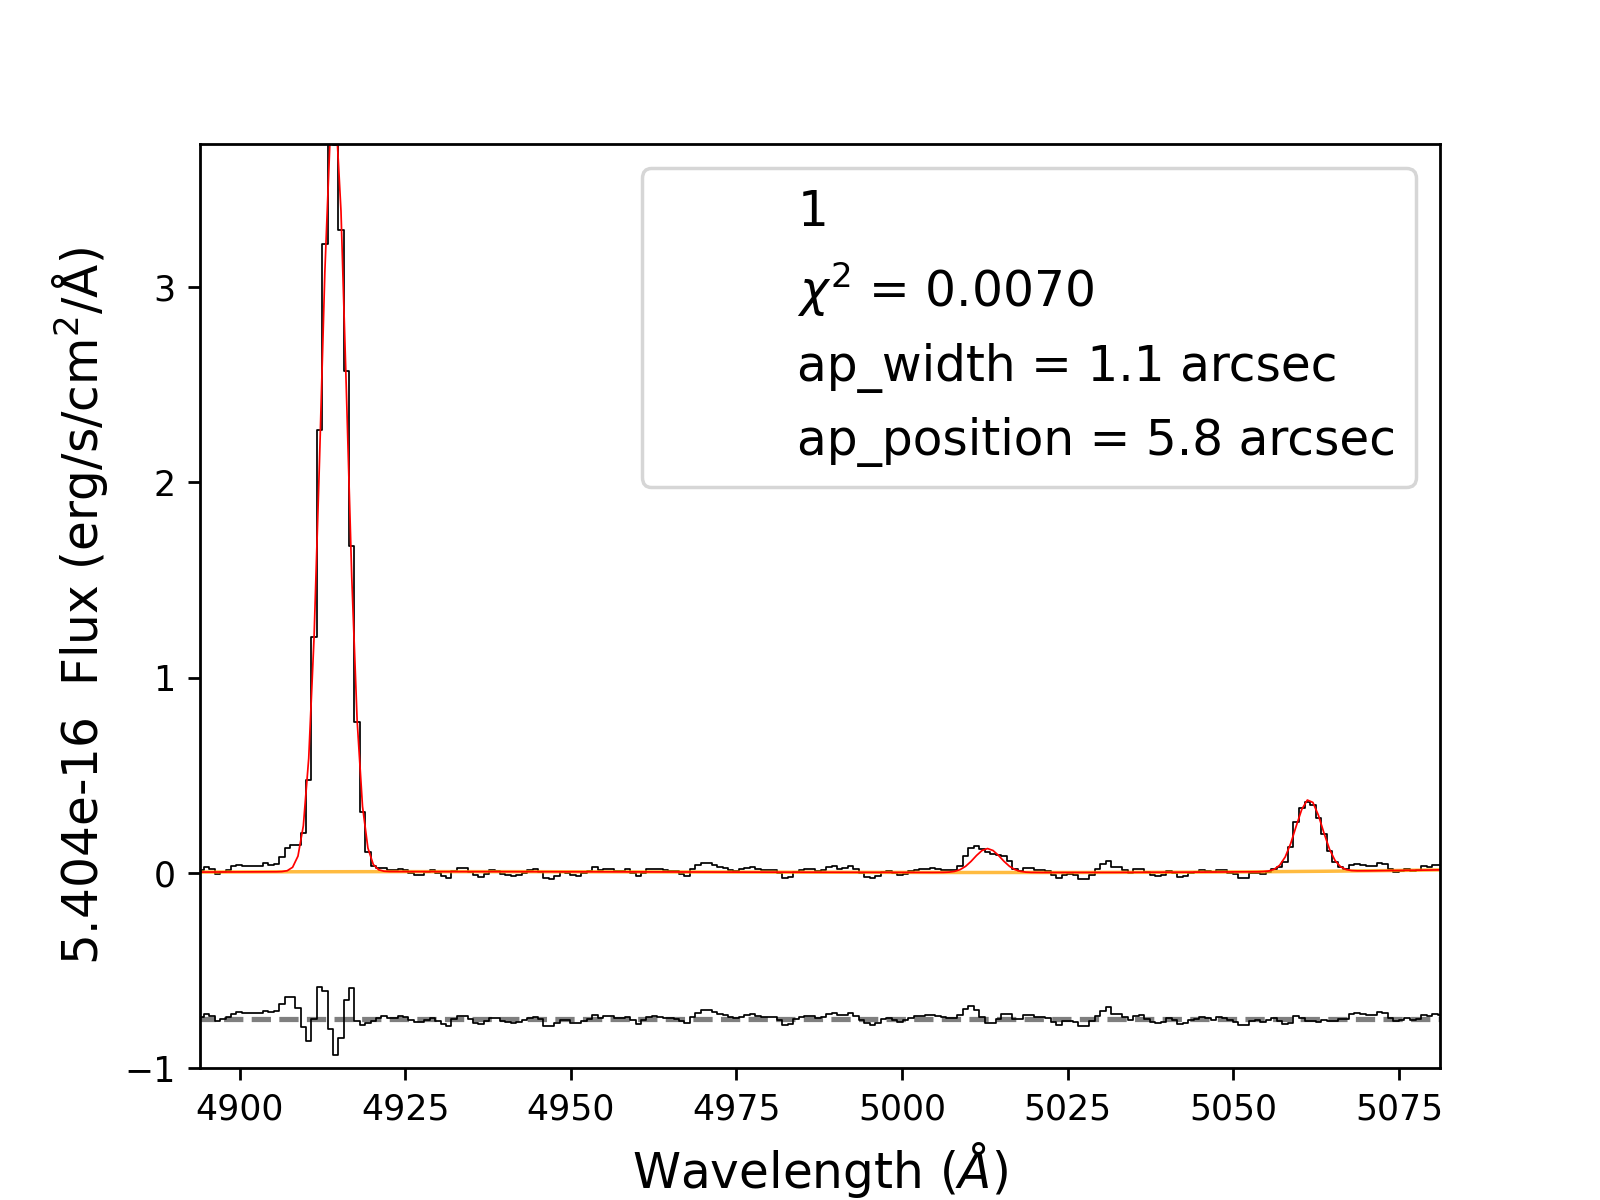 1
χ² = 0.0070
ap_width = 1.1 arcsec
ap_position = 5.8 arcsec
5.404e-16 Flux (erg/s/cm²/Å)
3
2
1
0
−1
4900 4925 4950 4975 5000 5025 5050 5075
Wavelength (Å)